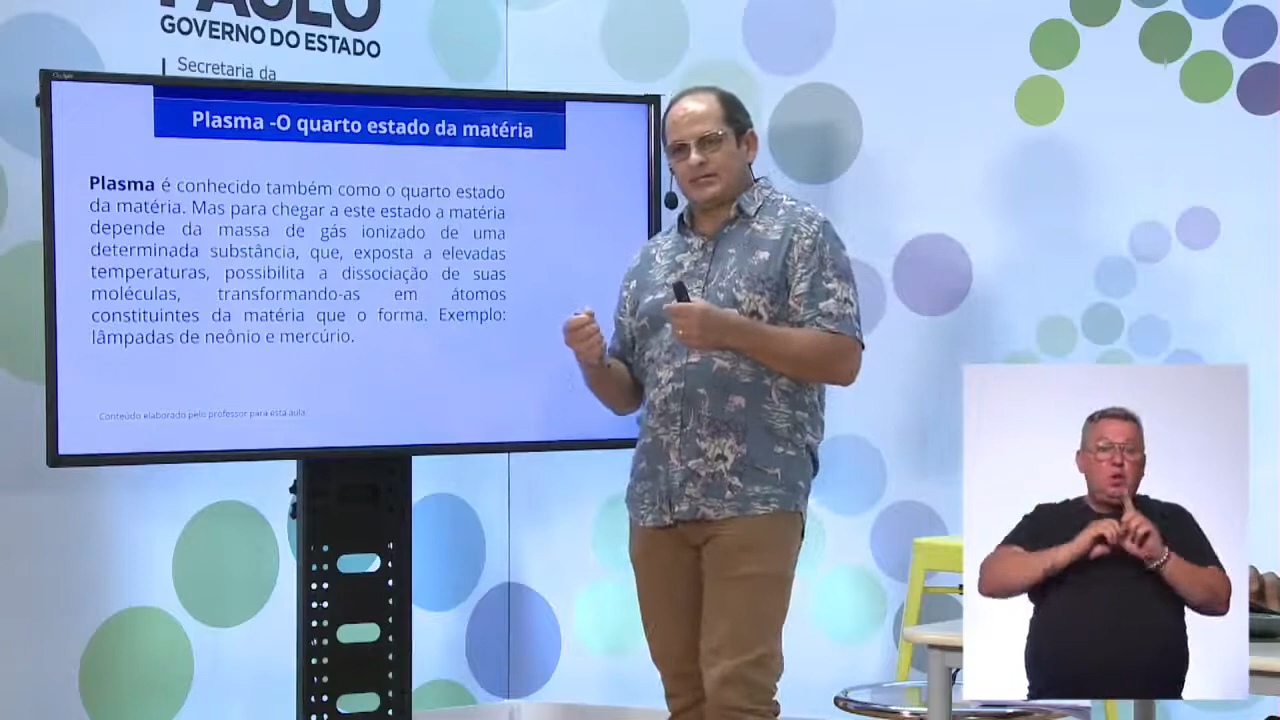 PAULO
GOVERNO DO ESTADO
Secretaria da
Plasma -O quarto estado da matéria
Plasma é conhecido também como o quarto estado
da matéria. Mas para chegar a este estado a matéria
depende da massa de gás ionizado de uma
determinada substância, que, exposta a elevadas
temperaturas, possibilita a dissociação de suas
moléculas, transformando-as em átomos
constituintes da matéria que o forma. Exemplo:
lâmpadas de neônio e mercúrio.
Conteúdo elaborado pelo professor para esta aula.